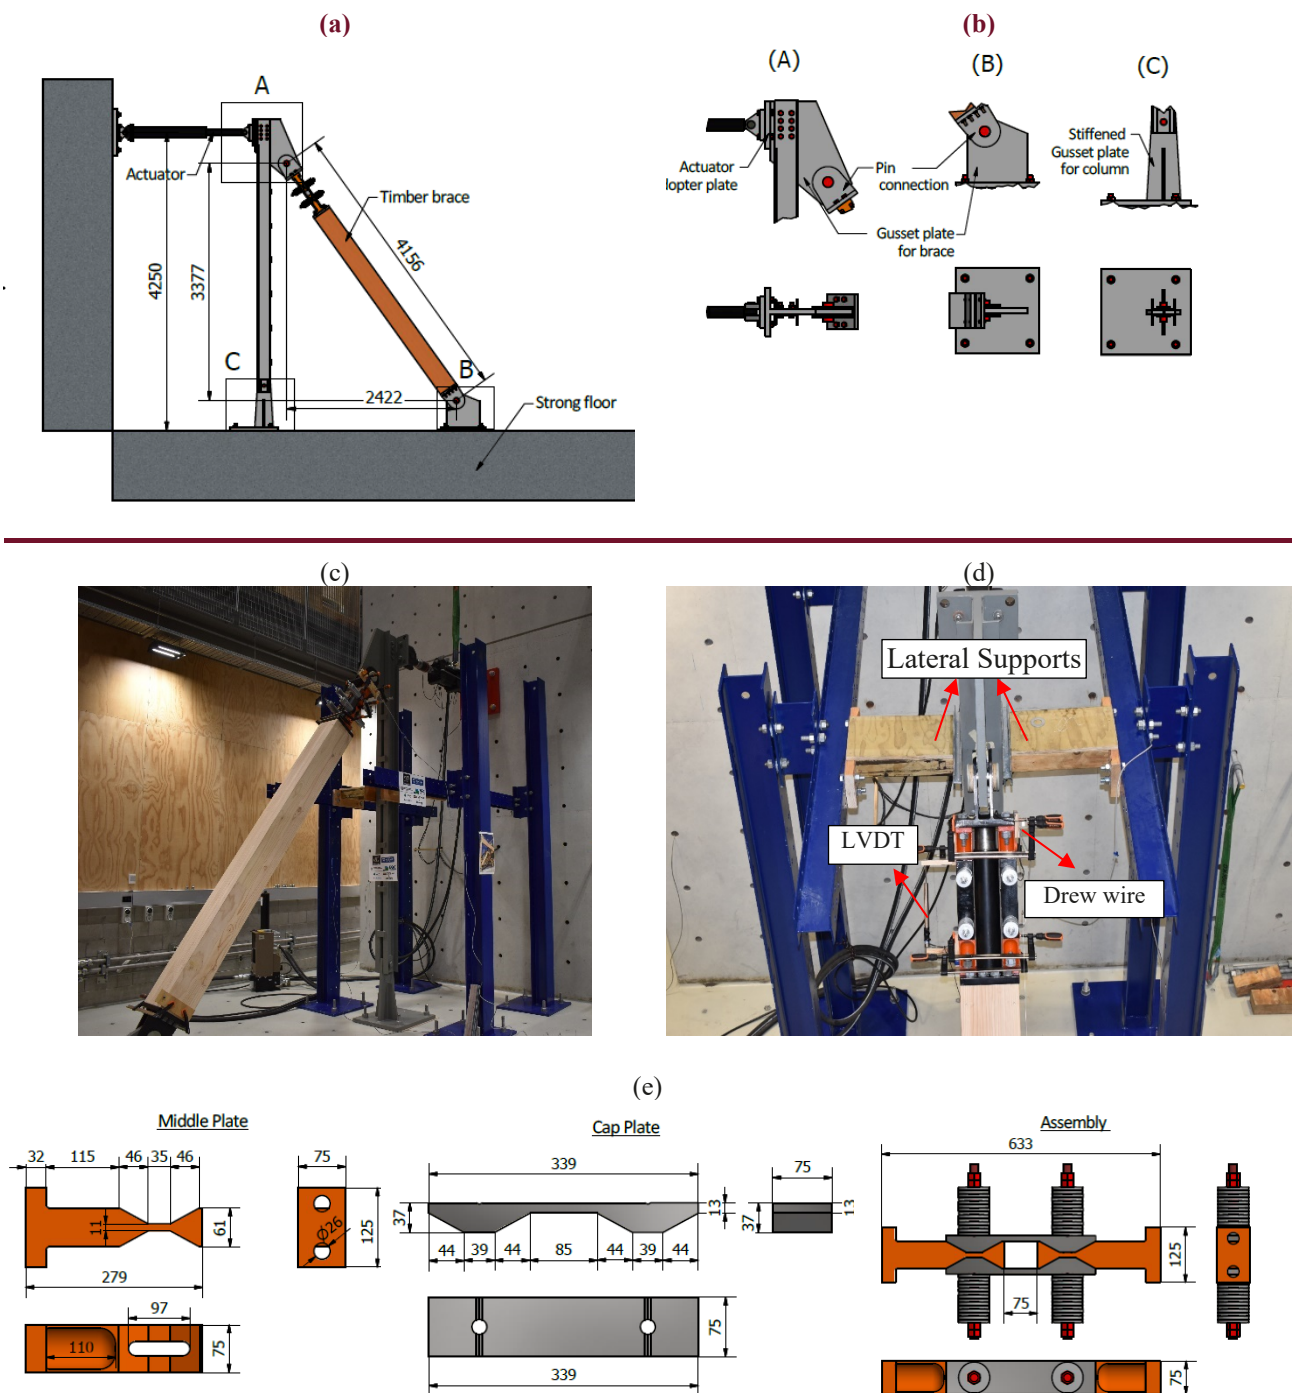 (a)
(b)
A
Actuator
Timber brace
4250
3377
4156
C
B
2422
Strong floor
(A)
(B)
(C)
Actuator
lopter plate
Pin
connection
Gusset plate
for brace
Stiffened
Gusset plate
for column
(c)
(d)
Lateral Supports
LVDT
Drew wire
(e)
Middle Plate
32 115 46 35 46
11
61
279
97
110
75
75
Ø26
125
Cap Plate
339
37
13
44 39 44 85 44 39 44
75
37
13
75
339
Assembly
633
125
75
75